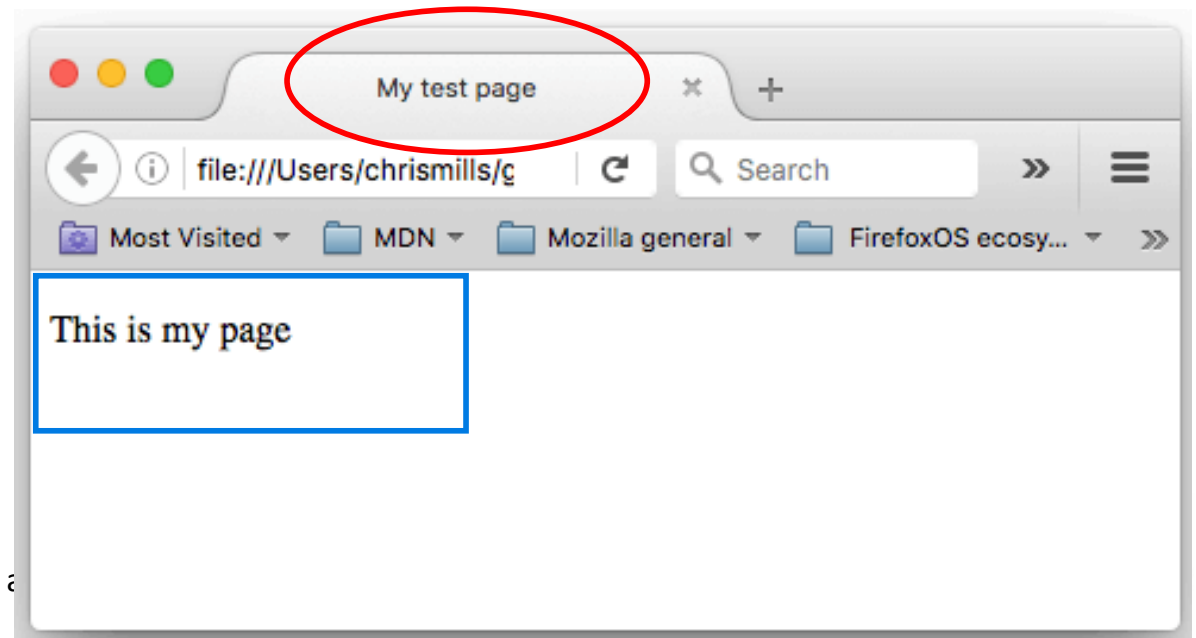 My test page
file:///Users/chrismills/g
Search
Most Visited MDN Mozilla general FirefoxOS ecosy...
This is my page